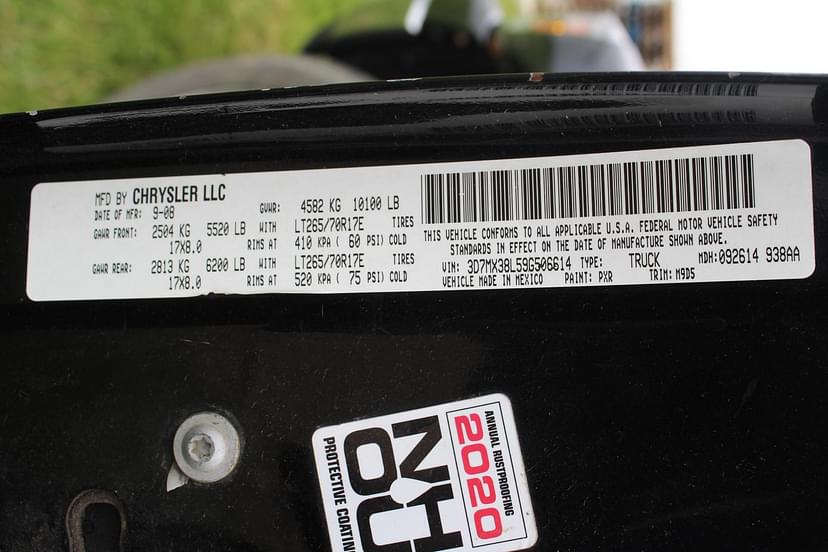 MFD BY CHRYSLER LLC
DATE OF MFR: 9-08 GVWR: 4582 KG 10100 LB
GAWR FRONT: 2504 KG 5520 LB WITH LT265/70R17E TIRES
17X8.0 RIMS AT 410 KPA ( 60 PSI) COLD
GAWR REAR: 2813 KG 6200 LB WITH LT265/70R17E TIRES
17X8.0 RIMS AT 520 KPA ( 75 PSI) COLD
THIS VEHICLE CONFORMS TO ALL APPLICABLE U.S.A. FEDERAL MOTOR VEHICLE SAFETY
STANDARDS IN EFFECT ON THE DATE OF MANUFACTURE SHOWN ABOVE.
VIN: 3D7MX38L59G506614 TYPE: TRUCK MDH: 092614 938AA
VEHICLE MADE IN MEXICO PAINT: PXR TRIM: M9D5
ANNUAL RUSTPROOFING
2020
NH
OU
PROTECTIVE COATIN